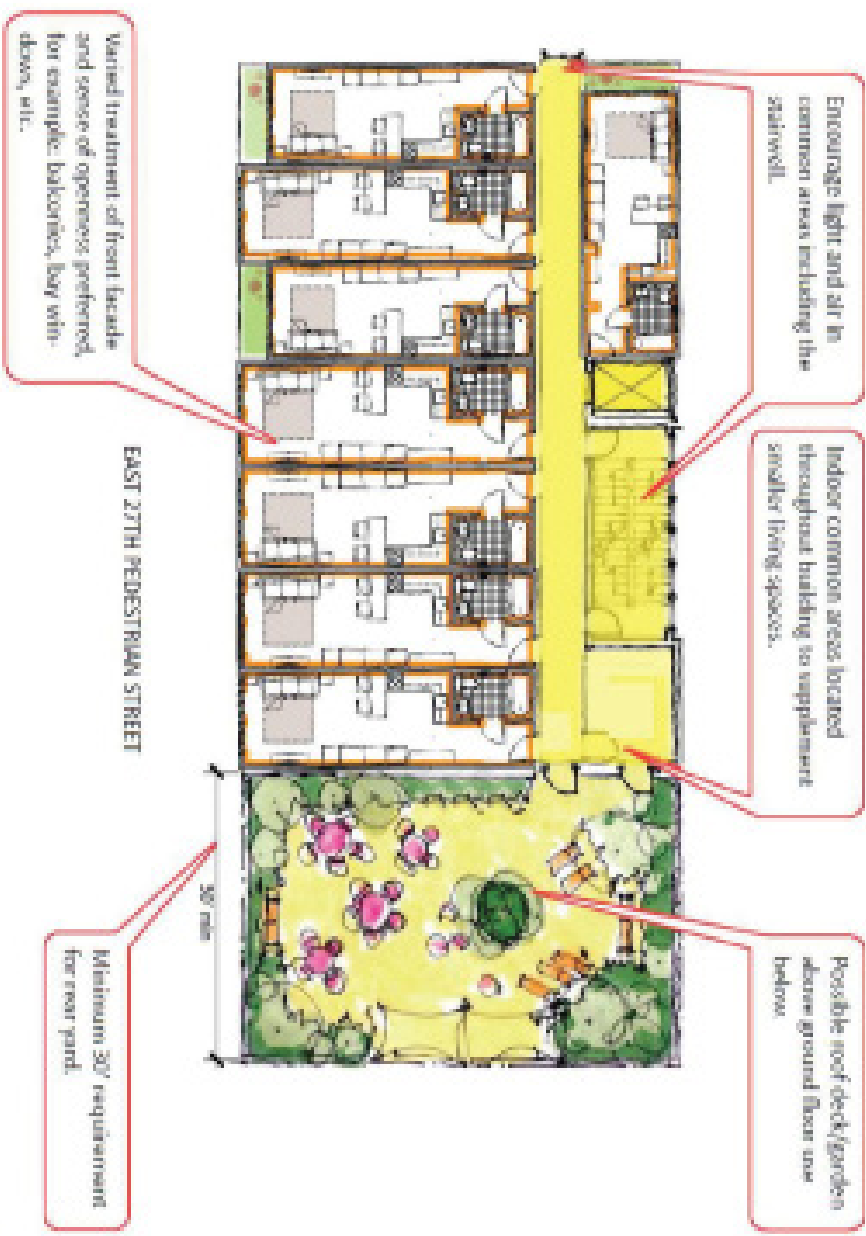 Encourage light and air in
common areas including the
stairwell.
Indoor common areas located
throughout building to supplement
smaller living spaces.
Possible roof deck/garden
above ground floor use
below.
Varied treatment of front facade
and sense of openness preferred,
for example: balconies, bay win-
dows, etc.
EAST 27TH PEDESTRIAN STREET
30' min
Minimum 30' requirement
for rear yard.